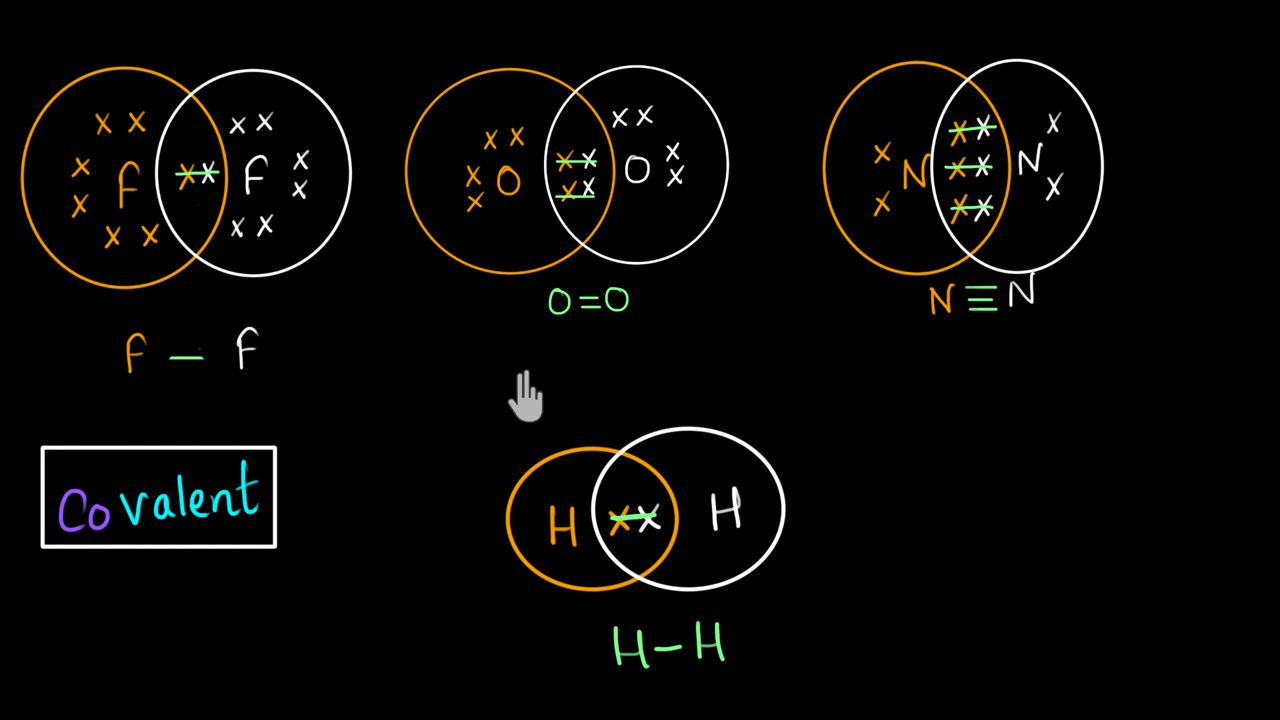 F F
O O
N N
O=O
N≡N
F — F
Covalent
H H
H-H